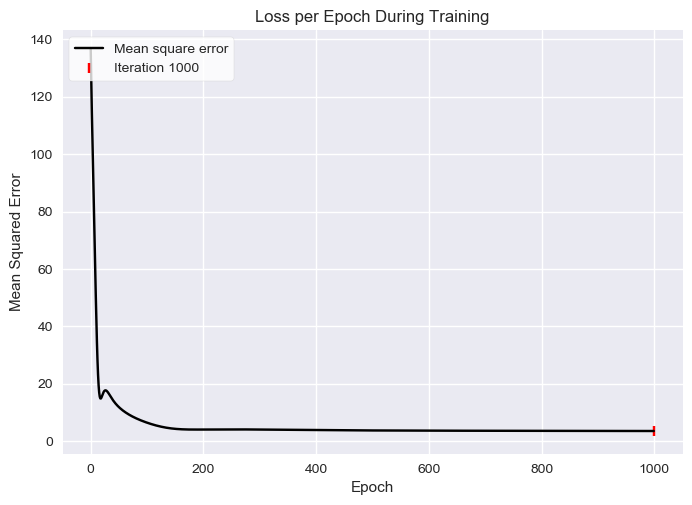 Loss per Epoch During Training
Mean square error
Iteration 1000
Mean Squared Error
140
120
100
80
60
40
20
0
0 200 400 600 800 1000
Epoch